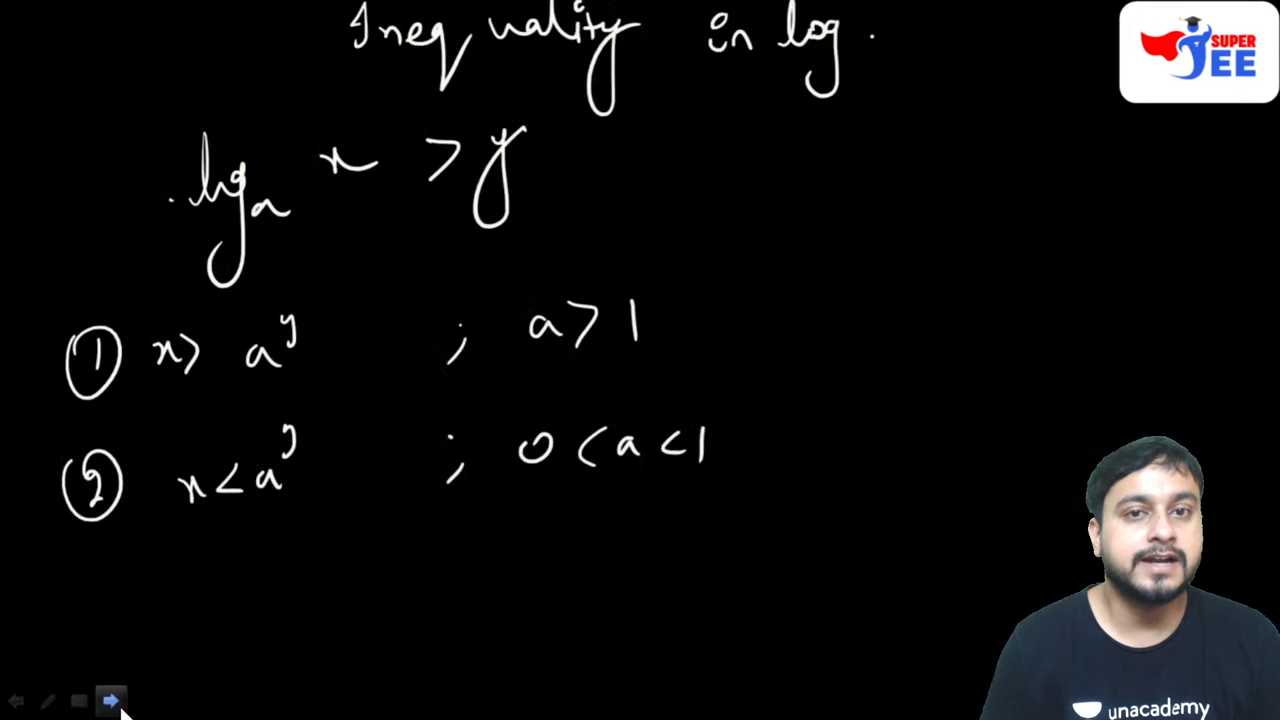 Inequality in log.
SUPER
JEE
log_a x > y
① x > a^y ; a > 1
② x < a^y ; 0 < a < 1
unacademy